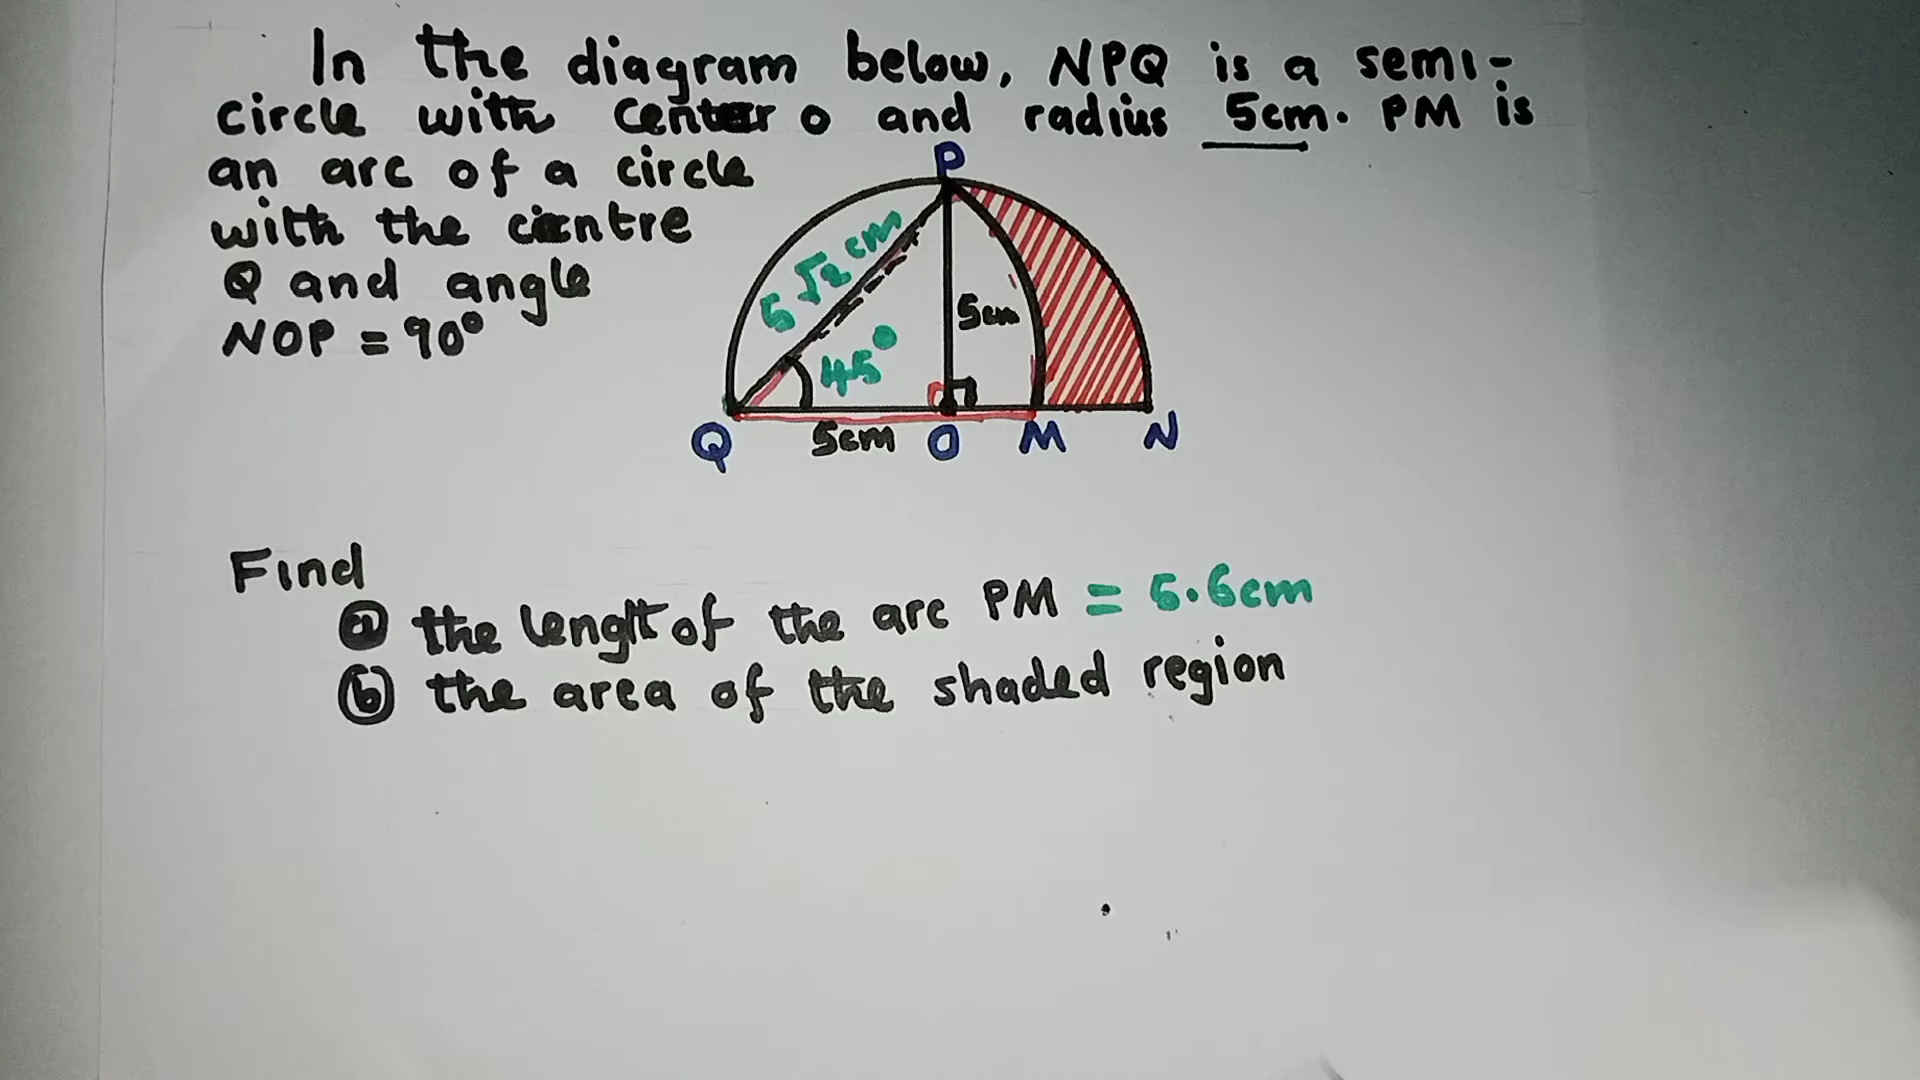 In the diagram below, NPQ is a semi-
circle with center O and radius 5cm. PM is
an arc of a circle
with the centre
Q and angle
NOP = 90°
P
5√2 cm
5cm
45°
Q 5cm O M N
Find
(a) the length of the arc PM = 5.6cm
(b) the area of the shaded region